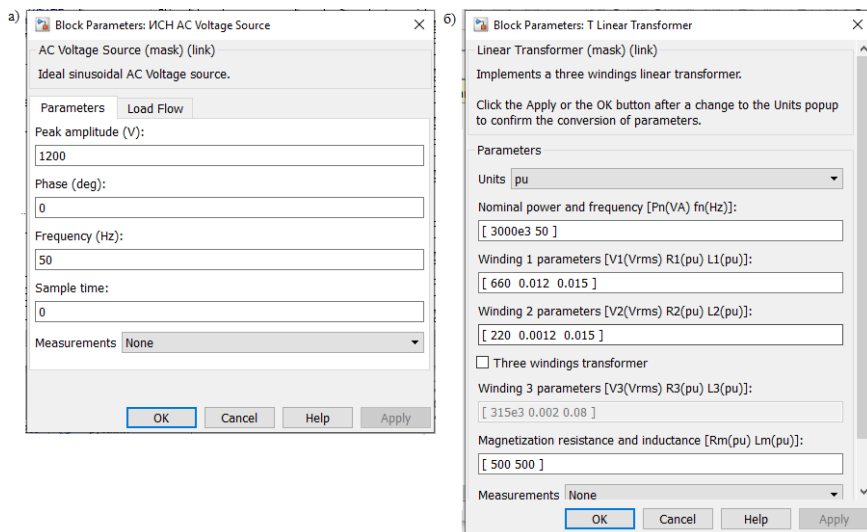 а)
Block Parameters: ИСН AC Voltage Source
AC Voltage Source (mask) (link)
Ideal sinusoidal AC Voltage source.
Parameters
Load Flow
Peak amplitude (V):
1200
Phase (deg):
0
Frequency (Hz):
50
Sample time:
0
Measurements None
OK Cancel Help Apply
б)
Block Parameters: T Linear Transformer
Linear Transformer (mask) (link)
Implements a three windings linear transformer.
Click the Apply or the OK button after a change to the Units popup
to confirm the conversion of parameters.
Parameters
Units pu
Nominal power and frequency [Pn(VA) fn(Hz)]:
[ 3000e3 50 ]
Winding 1 parameters [V1(Vrms) R1(pu) L1(pu)]:
[ 660 0.012 0.015 ]
Winding 2 parameters [V2(Vrms) R2(pu) L2(pu)]:
[ 220 0.0012 0.015 ]
Three windings transformer
Winding 3 parameters [V3(Vrms) R3(pu) L3(pu)]:
[ 315e3 0.002 0.08 ]
Magnetization resistance and inductance [Rm(pu) Lm(pu)]:
[ 500 500 ]
Measurements None
OK Cancel Help Apply